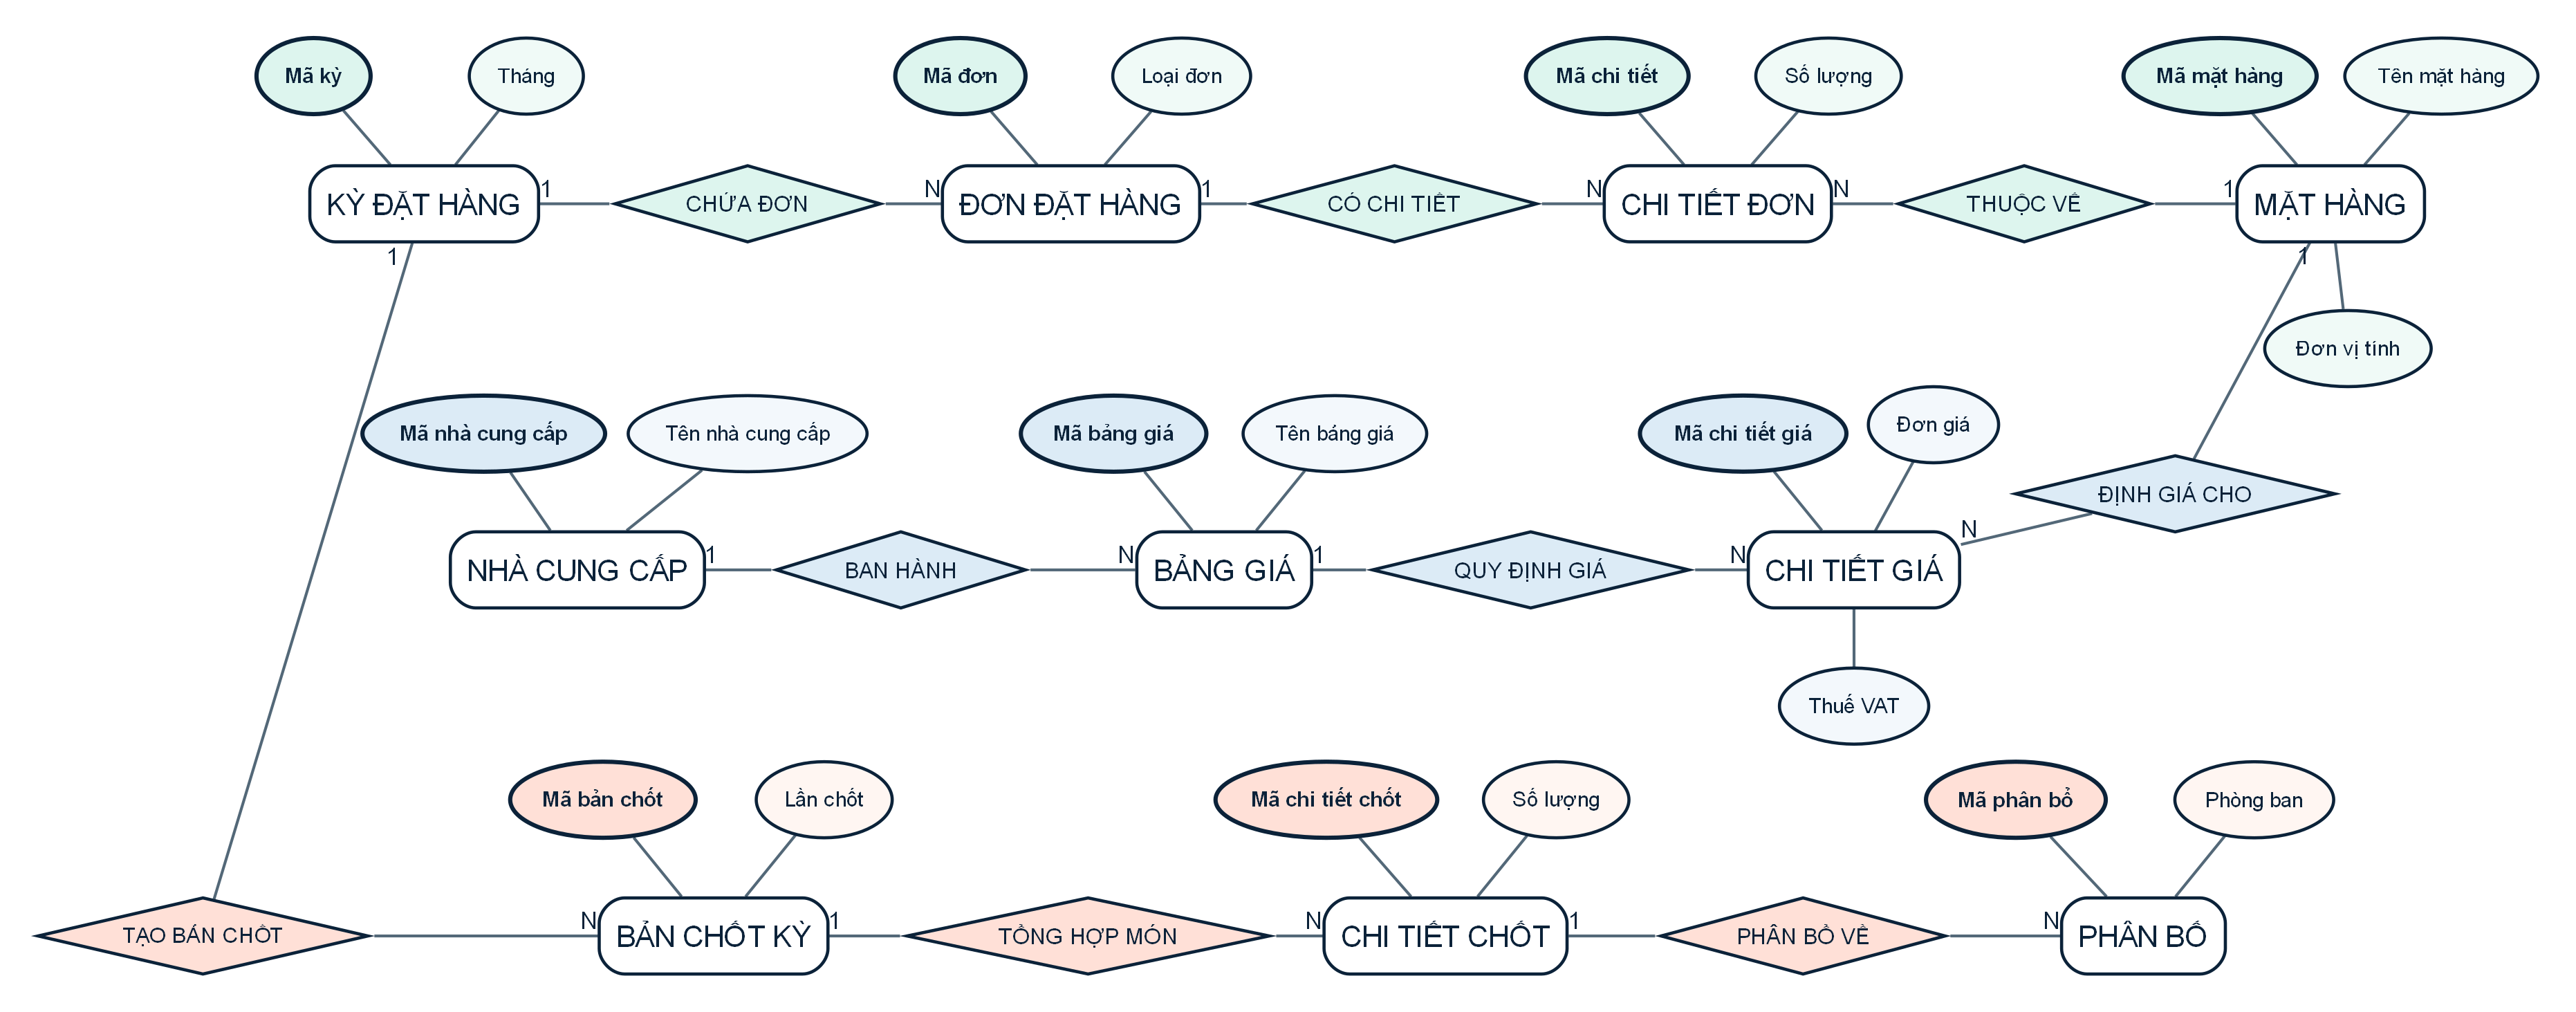 Mã kỳ
Tháng
Mã đơn
Loại đơn
Mã chi tiết
Số lượng
Mã mặt hàng
Tên mặt hàng
KỲ ĐẶT HÀNG
1
CHỨA ĐƠN
N
ĐƠN ĐẶT HÀNG
1
CÓ CHI TIẾT
N
CHI TIẾT ĐƠN
N
THUỘC VỀ
1
MẶT HÀNG
1
1
Đơn vị tính
Mã nhà cung cấp
Tên nhà cung cấp
Mã bảng giá
Tên bảng giá
Mã chi tiết giá
Đơn giá
ĐỊNH GIÁ CHO
N
NHÀ CUNG CẤP
1
BAN HÀNH
N
BẢNG GIÁ
1
QUY ĐỊNH GIÁ
N
CHI TIẾT GIÁ
Thuế VAT
Mã bản chốt
Lần chốt
Mã chi tiết chốt
Số lượng
Mã phân bổ
Phòng ban
TẠO BẢN CHỐT
N
BẢN CHỐT KỲ
1
TỔNG HỢP MÓN
N
CHI TIẾT CHỐT
1
PHÂN BỔ VỀ
N
PHÂN BỔ